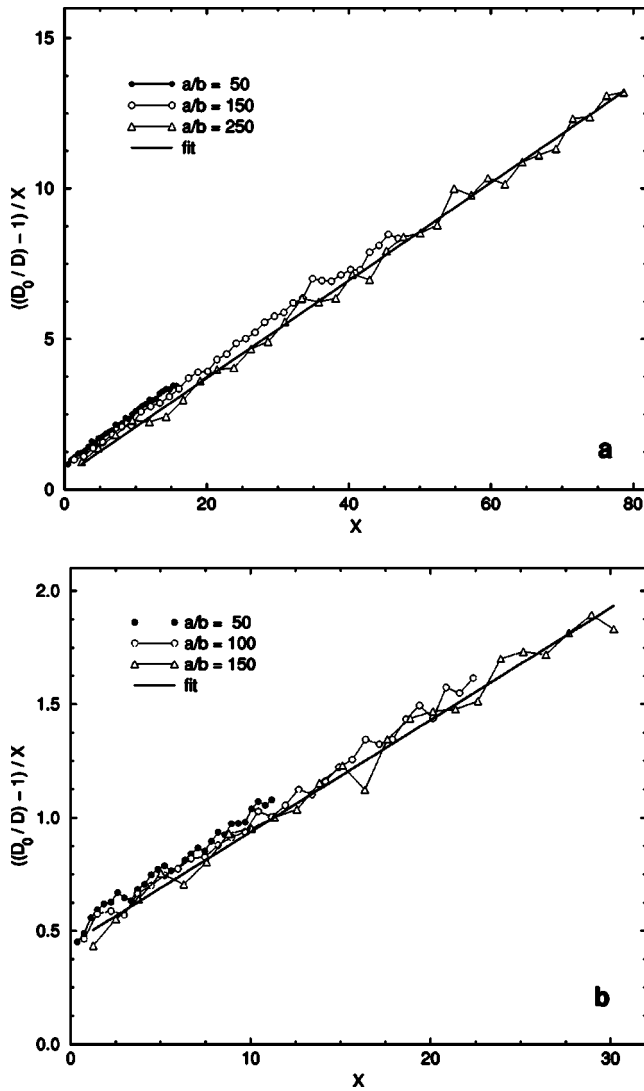 15
10
5
0
((D0 / D) − 1) / X
a/b = 50
a/b = 150
a/b = 250
fit
a
0 20 40 60 80
X
2.0
1.5
1.0
0.5
0.0
((D0 / D) − 1) / X
a/b = 50
a/b = 100
a/b = 150
fit
b
0 10 20 30
X